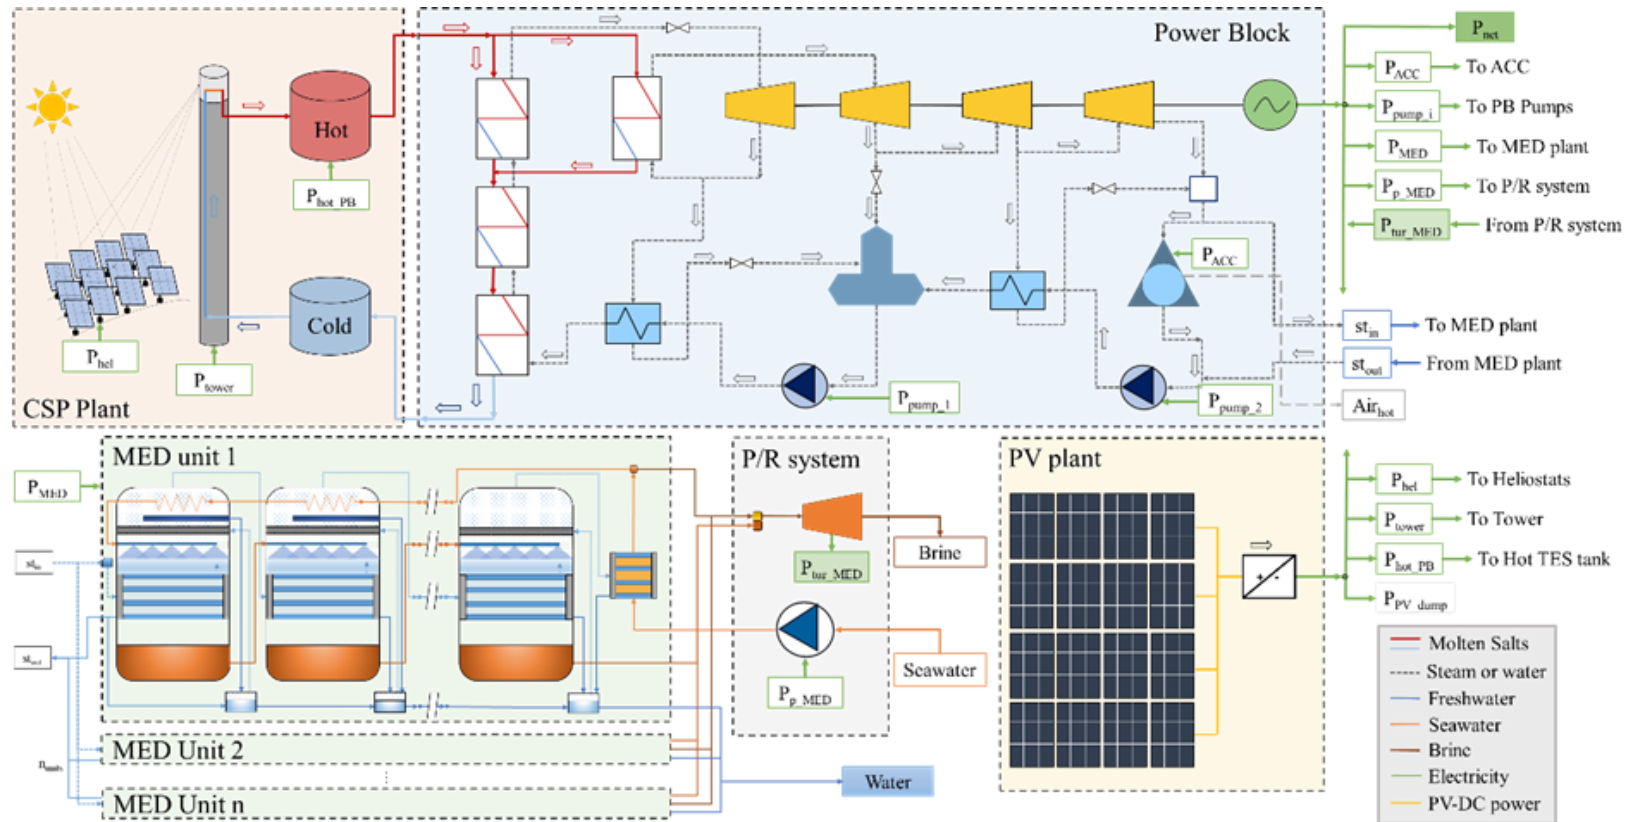 Power Block
P_net
P_ACC
To ACC
P_pump_i
To PB Pumps
P_MED
To MED plant
P_p_MED
To P/R system
P_tur_MED
From P/R system
Hot
P_hot_PB
Cold
P_hel
P_tower
CSP Plant
P_ACC
P_pump_1
P_pump_2
st_in
To MED plant
st_out
From MED plant
Air_hot
MED unit 1
P_MED
st_in
st_out
MED Unit 2
n_units
⋮
MED Unit n
Water
P/R system
P_tur_MED
Brine
P_p_MED
Seawater
PV plant
+ -
P_hel
To Heliostats
P_tower
To Tower
P_hot_PB
To Hot TES tank
P_PV_dump
Molten Salts
Steam or water
Freshwater
Seawater
Brine
Electricity
PV-DC power